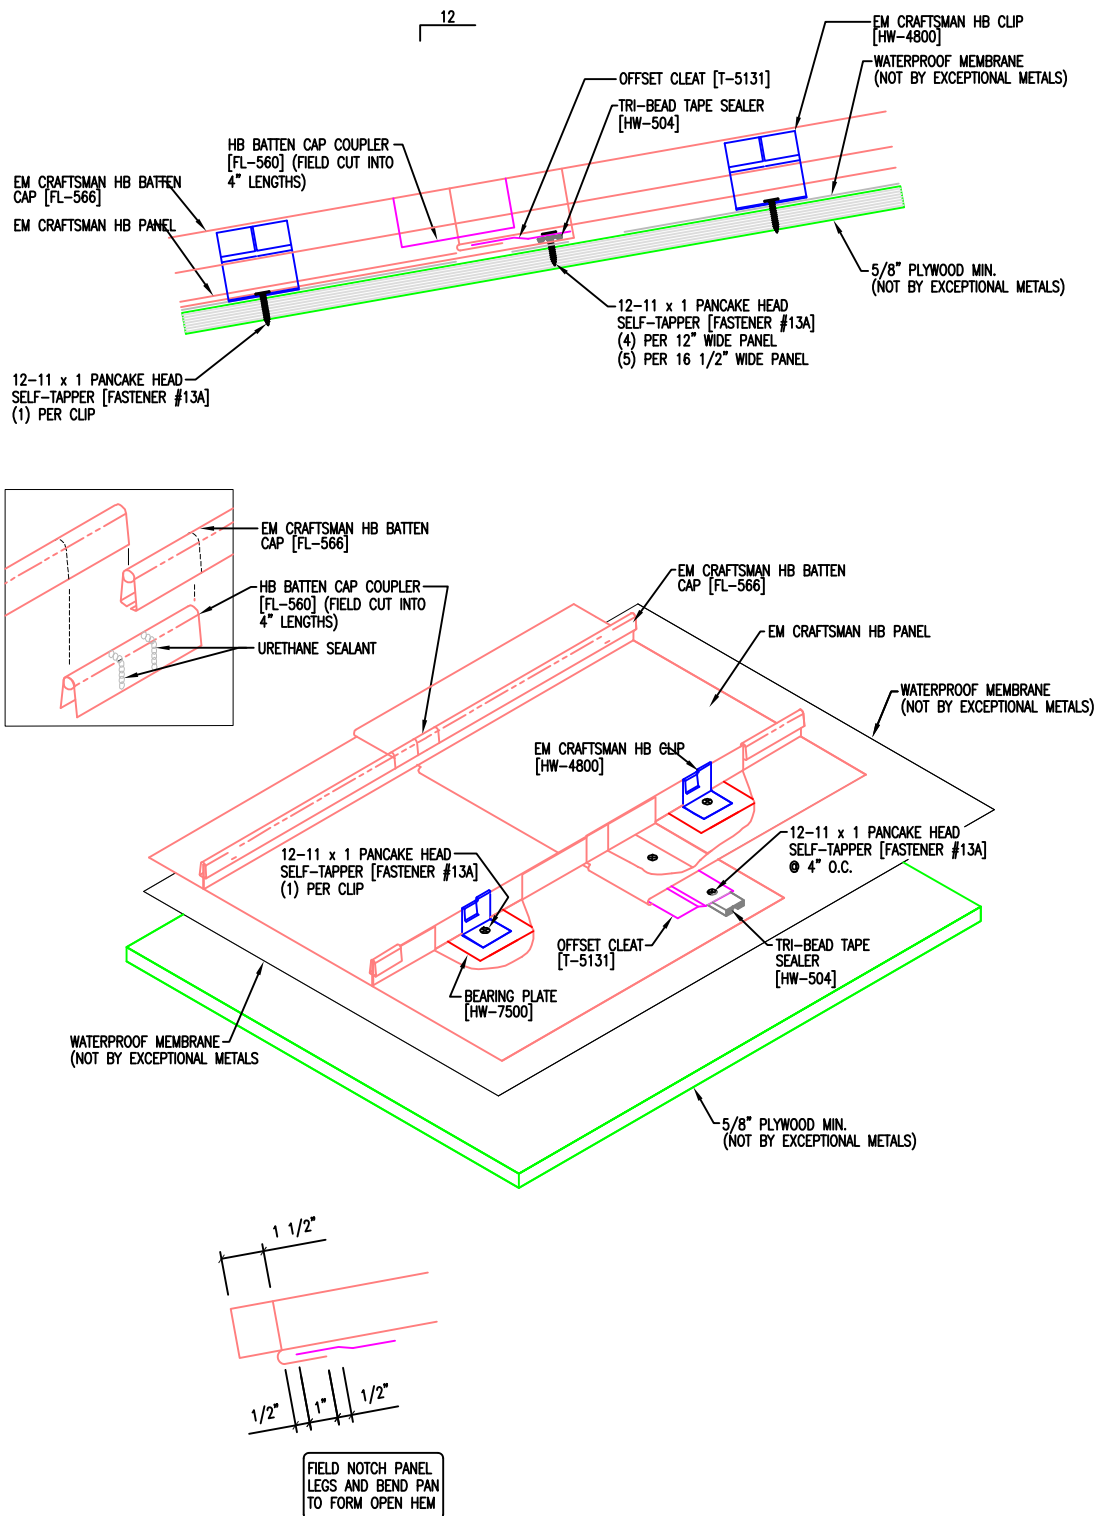 12
EM CRAFTSMAN HB CLIP
[HW-4800]
WATERPROOF MEMBRANE
(NOT BY EXCEPTIONAL METALS)
OFFSET CLEAT [T-5131]
TRI-BEAD TAPE SEALER
[HW-504]
HB BATTEN CAP COUPLER
[FL-560] (FIELD CUT INTO
4" LENGTHS)
EM CRAFTSMAN HB BATTEN
CAP [FL-566]
EM CRAFTSMAN HB PANEL
5/8" PLYWOOD MIN.
(NOT BY EXCEPTIONAL METALS)
12-11 x 1 PANCAKE HEAD
SELF-TAPPER [FASTENER #13A]
(4) PER 12" WIDE PANEL
(5) PER 16 1/2" WIDE PANEL
12-11 x 1 PANCAKE HEAD
SELF-TAPPER [FASTENER #13A]
(1) PER CLIP
EM CRAFTSMAN HB BATTEN
CAP [FL-566]
HB BATTEN CAP COUPLER
[FL-560] (FIELD CUT INTO
4" LENGTHS)
URETHANE SEALANT
EM CRAFTSMAN HB BATTEN
CAP [FL-566]
EM CRAFTSMAN HB PANEL
WATERPROOF MEMBRANE
(NOT BY EXCEPTIONAL METALS)
EM CRAFTSMAN HB CLIP
[HW-4800]
12-11 x 1 PANCAKE HEAD
SELF-TAPPER [FASTENER #13A]
@ 4" O.C.
12-11 x 1 PANCAKE HEAD
SELF-TAPPER [FASTENER #13A]
(1) PER CLIP
OFFSET CLEAT
[T-5131]
TRI-BEAD TAPE
SEALER
[HW-504]
BEARING PLATE
[HW-7500]
WATERPROOF MEMBRANE
(NOT BY EXCEPTIONAL METALS
5/8" PLYWOOD MIN.
(NOT BY EXCEPTIONAL METALS)
1 1/2"
1/2"
1"
1/2"
FIELD NOTCH PANEL
LEGS AND BEND PAN
TO FORM OPEN HEM